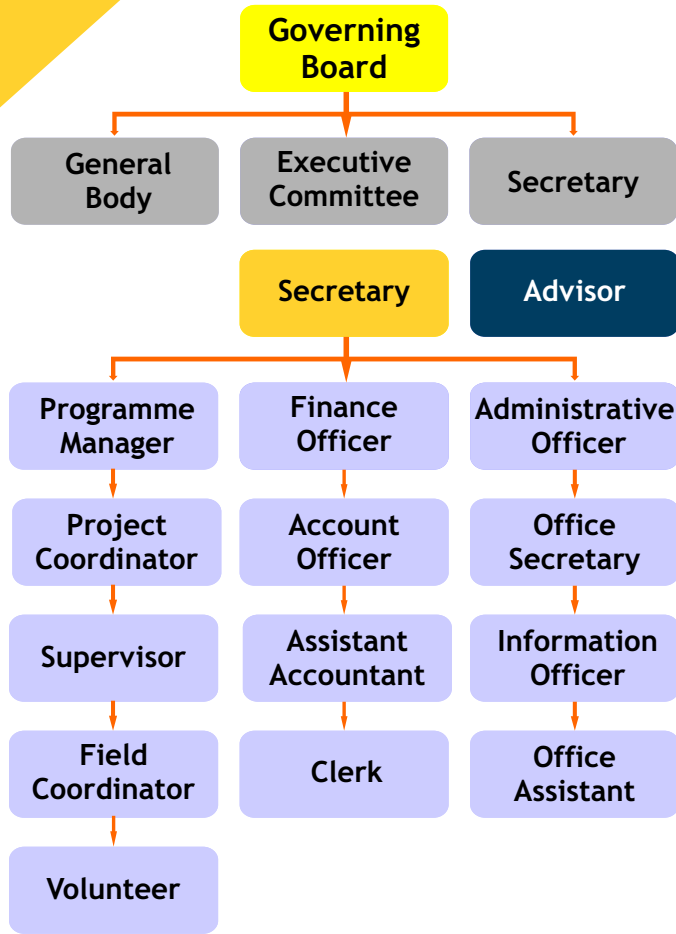 Governing
Board
General
Body
Executive
Committee
Secretary
Secretary
Advisor
Programme
Manager
Finance
Officer
Administrative
Officer
Project
Coordinator
Account
Officer
Office
Secretary
Supervisor
Assistant
Accountant
Information
Officer
Field
Coordinator
Clerk
Office
Assistant
Volunteer